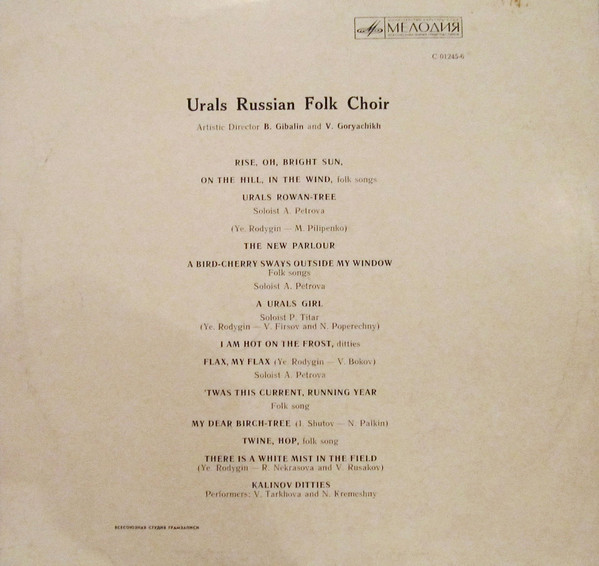 МЕЛОДИЯ
C 01245-6
Urals Russian Folk Choir
Artistic Director B. Gibalin and V. Goryachikh
RISE, OH, BRIGHT SUN,
ON THE HILL, IN THE WIND, folk songs
URALS ROWAN-TREE
Soloist A. Petrova
(Ye. Rodygin — M. Pilipenko)
THE NEW PARLOUR
A BIRD-CHERRY SWAYS OUTSIDE MY WINDOW
Folk songs
Soloist A. Petrova
A URALS GIRL
Soloist P. Titar
(Ye. Rodygin — V. Firsov and N. Poperechny)
I AM HOT ON THE FROST, ditties
FLAX, MY FLAX (Ye. Rodygin — V. Bokov)
Soloist A. Petrova
'TWAS THIS CURRENT, RUNNING YEAR
Folk song
MY DEAR BIRCH-TREE (I. Shutov — N. Palkin)
TWINE, HOP, folk song
THERE IS A WHITE MIST IN THE FIELD
(Ye. Rodygin — R. Nekrasova and V. Rusakov)
KALINOV DITTIES
Performers: V. Tarkhova and N. Kremeshny
ВСЕСОЮЗНАЯ СТУДИЯ ГРАМЗАПИСИ